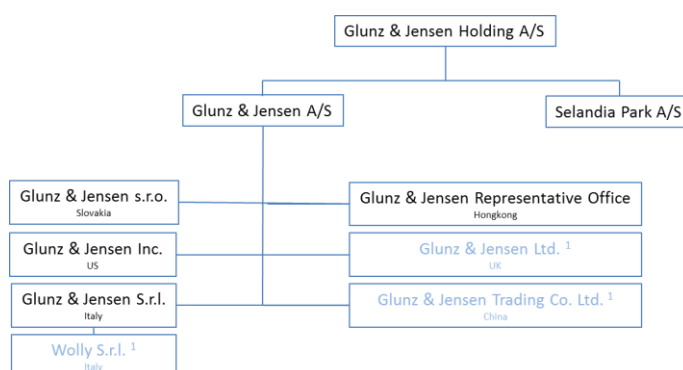 Glunz & Jensen Holding A/S
Glunz & Jensen A/S
Selandia Park A/S
Glunz & Jensen s.r.o.
Slovakia
Glunz & Jensen Representative Office
Hongkong
Glunz & Jensen Inc.
US
Glunz & Jensen Ltd. ¹
UK
Glunz & Jensen S.r.l.
Italy
Glunz & Jensen Trading Co. Ltd. ¹
China
Wolly S.r.l. ¹
Italy